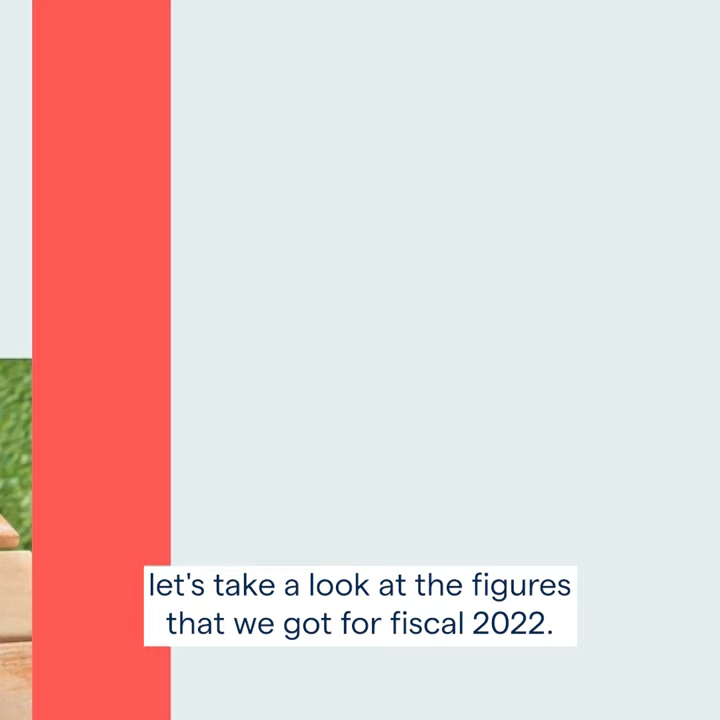 let's take a look at the figures
that we got for fiscal 2022.